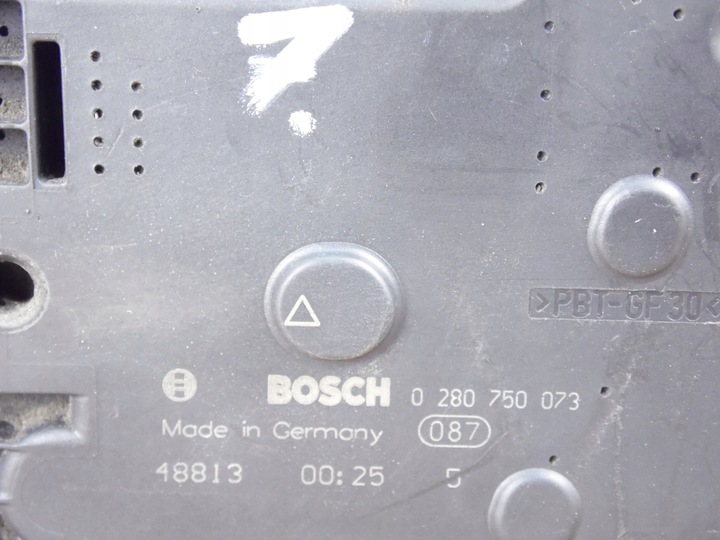 7.
>PBT-GF30<
BOSCH 0 280 750 073
Made in Germany 087
48813 00:25 5